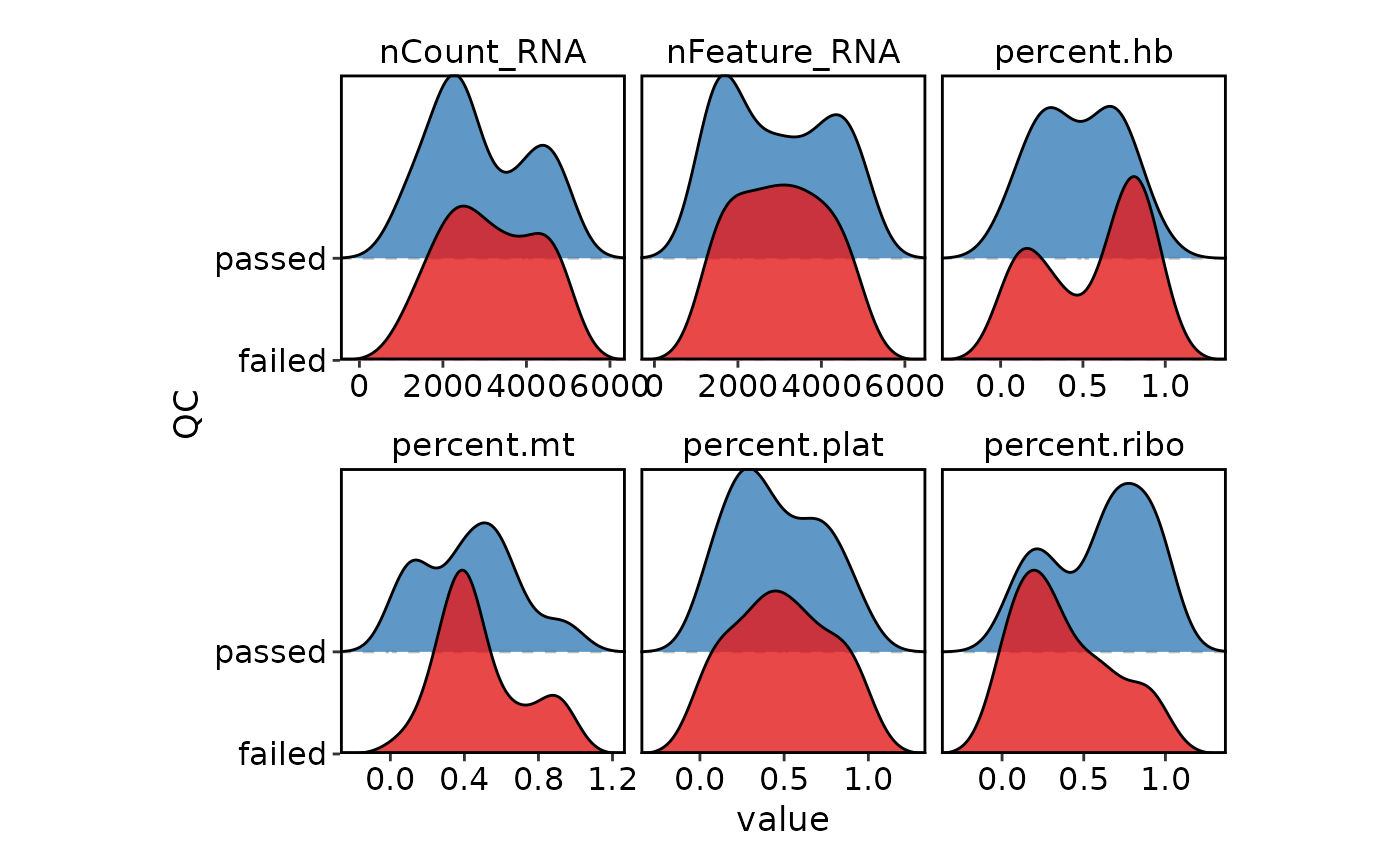 nCount_RNA nFeature_RNA percent.hb
passed
failed
0 2000 4000 6000 0 2000 4000 6000 0.0 0.5 1.0
QC
percent.mt percent.plat percent.ribo
passed
failed
0.0 0.4 0.8 1.2 0.0 0.5 1.0 0.0 0.5 1.0
value